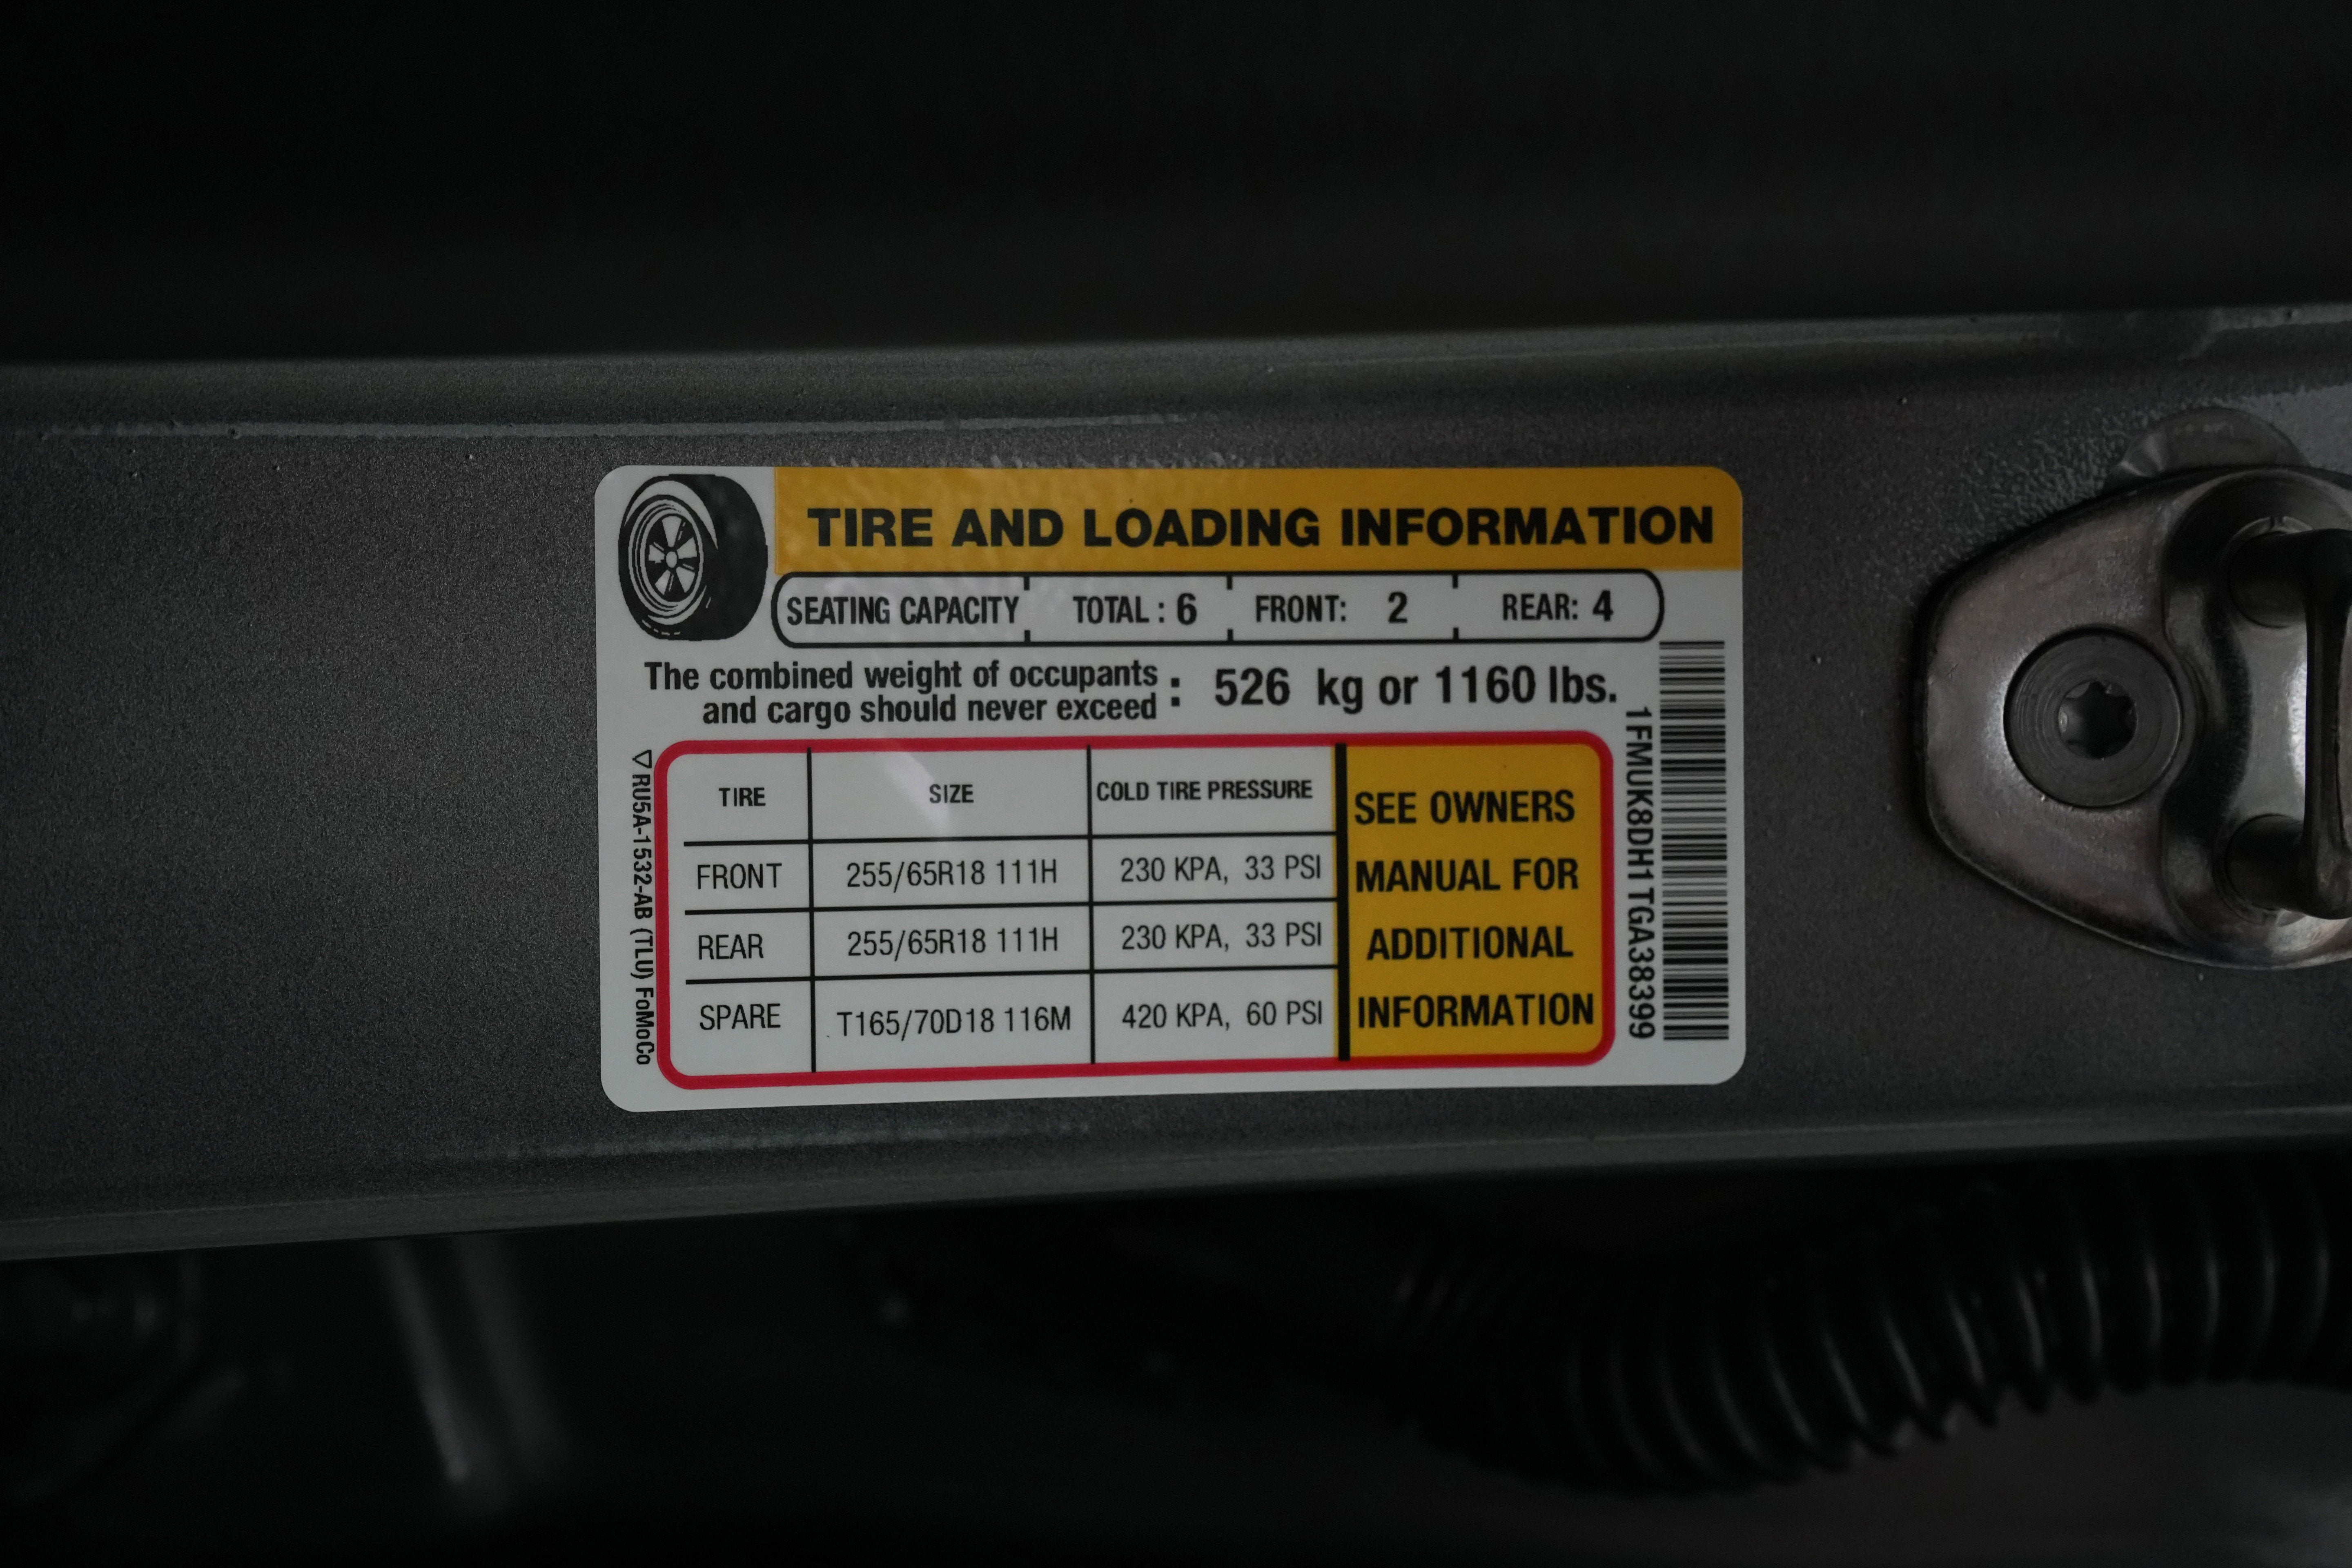 TIRE AND LOADING INFORMATION
SEATING CAPACITY TOTAL : 6 FRONT: 2 REAR: 4
The combined weight of occupants
and cargo should never exceed : 526 kg or 1160 lbs.
TIRE SIZE COLD TIRE PRESSURE
FRONT 255/65R18 111H 230 KPA, 33 PSI
REAR 255/65R18 111H 230 KPA, 33 PSI
SPARE T165/70D18 116M 420 KPA, 60 PSI
SEE OWNERS
MANUAL FOR
ADDITIONAL
INFORMATION
1FMUK8DH1TGA38399
RU5A-1532-AB (TLU) FoMoCo